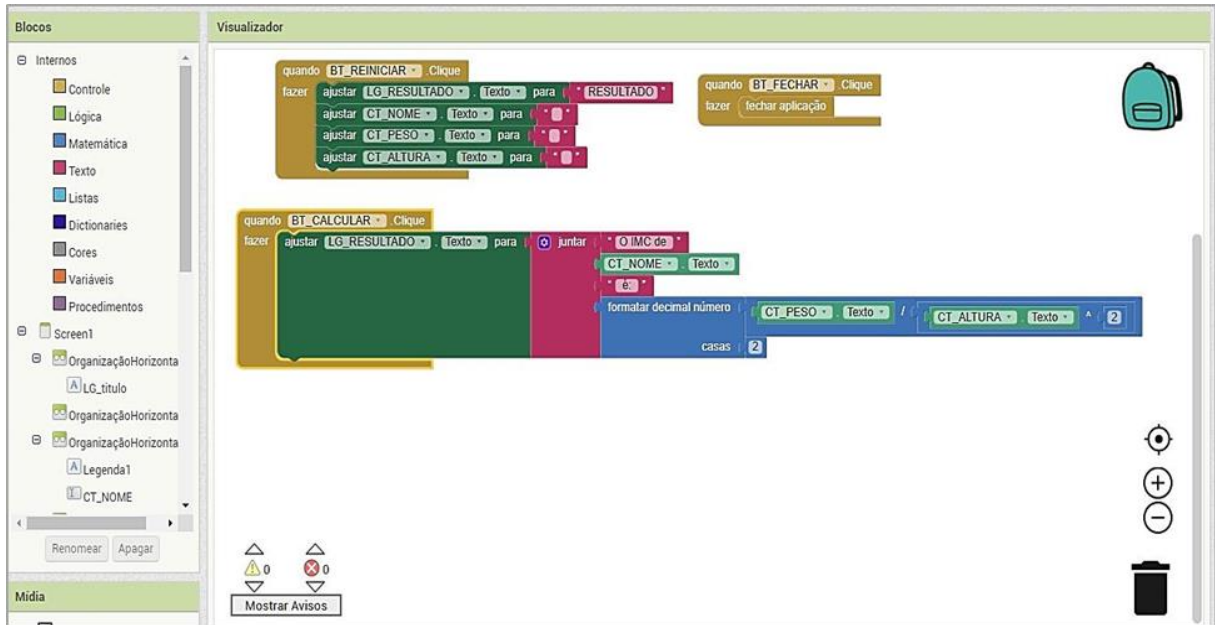 Blocos
Internos
Controle
Lógica
Matemática
Texto
Listas
Dictionaries
Cores
Variáveis
Procedimentos
Screen1
OrganizaçãoHorizonta
LG_titulo
OrganizaçãoHorizonta
OrganizaçãoHorizonta
Legenda1
CT_NOME
Renomear Apagar
Mídia
Visualizador
quando BT_REINICIAR .Clique
fazer ajustar LG_RESULTADO . Texto para " RESULTADO "
ajustar CT_NOME . Texto para " "
ajustar CT_PESO . Texto para " "
ajustar CT_ALTURA . Texto para " "
quando BT_FECHAR .Clique
fazer fechar aplicação
quando BT_CALCULAR .Clique
fazer ajustar LG_RESULTADO . Texto para juntar " O IMC de "
CT_NOME . Texto
" é: "
formatar decimal número CT_PESO . Texto / CT_ALTURA . Texto ^ 2
casas 2
0 0
Mostrar Avisos